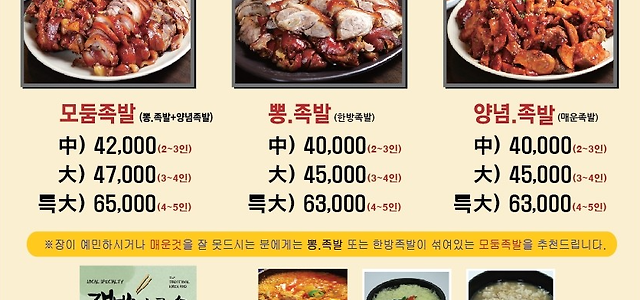 모둠족발 (뽕.족발+양념족발)
中) 42,000(2~3인)
大) 47,000(3~4인)
특大) 65,000(4~5인)
뽕.족발 (한방족발)
中) 40,000(2~3인)
大) 45,000(3~4인)
특大) 63,000(4~5인)
양념.족발 (매운족발)
中) 40,000(2~3인)
大) 45,000(3~4인)
특大) 63,000(4~5인)
※장이 예민하시거나 매운것을 잘 못드시는 분에게는 뽕.족발 또는 한방족발이 섞여있는 모둠족발을 추천드립니다.
LOCAL SPECIALTY